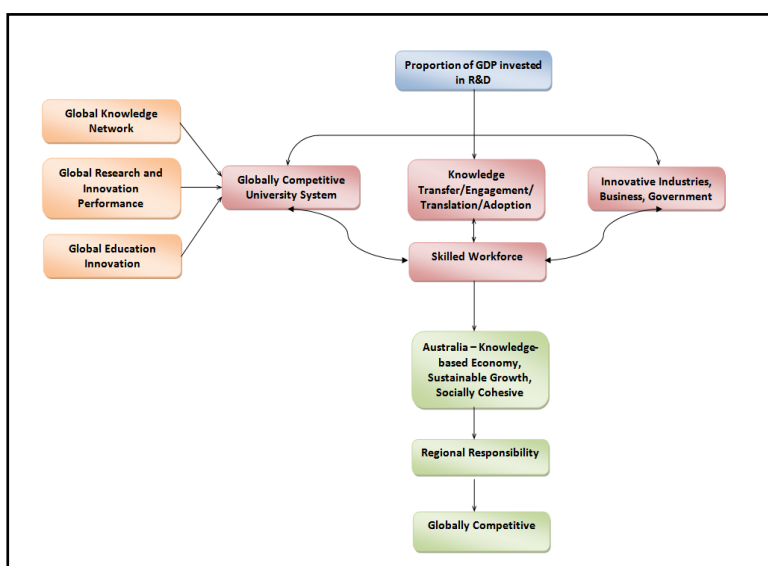 Proportion of GDP invested
in R&D
Global Knowledge
Network
Global Research and
Innovation
Performance
Global Education
Innovation
Globally Competitive
University System
Knowledge
Transfer/Engagement/
Translation/Adoption
Innovative Industries,
Business, Government
Skilled Workforce
Australia – Knowledge-
based Economy,
Sustainable Growth,
Socially Cohesive
Regional Responsibility
Globally Competitive